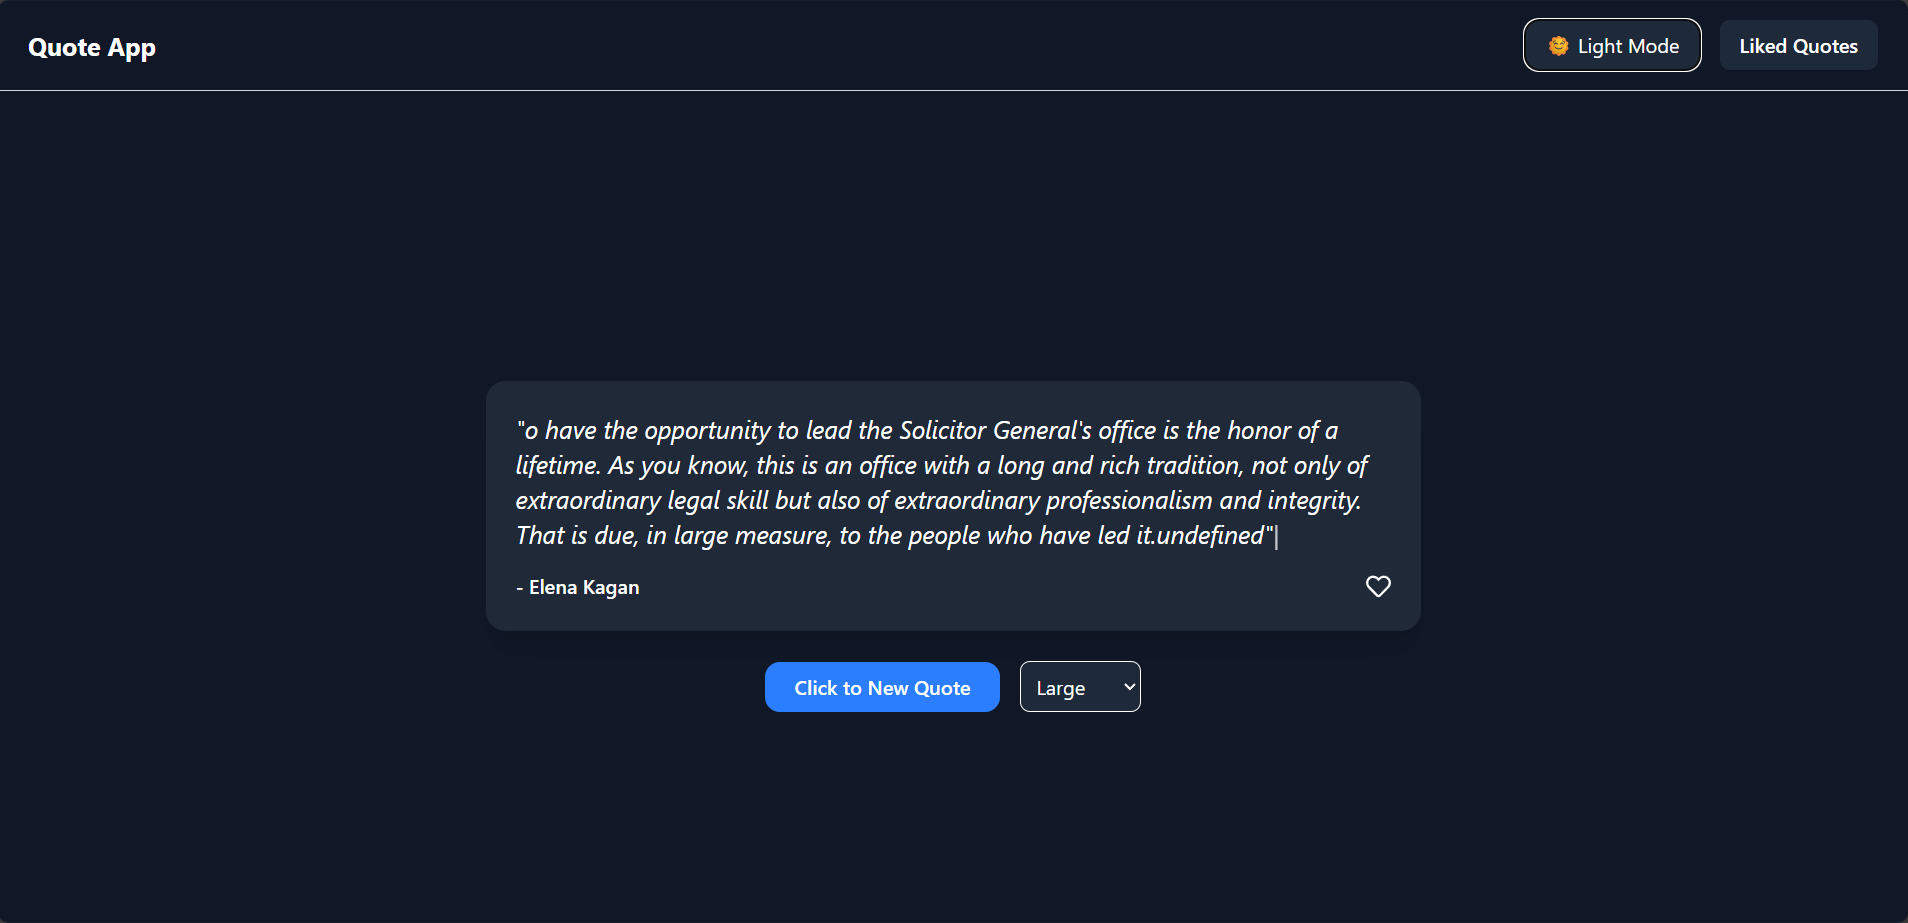 Quote App
🌞 Light Mode
Liked Quotes
"o have the opportunity to lead the Solicitor General's office is the honor of a
lifetime. As you know, this is an office with a long and rich tradition, not only of
extraordinary legal skill but also of extraordinary professionalism and integrity.
That is due, in large measure, to the people who have led it.undefined"|
- Elena Kagan
Click to New Quote
Large